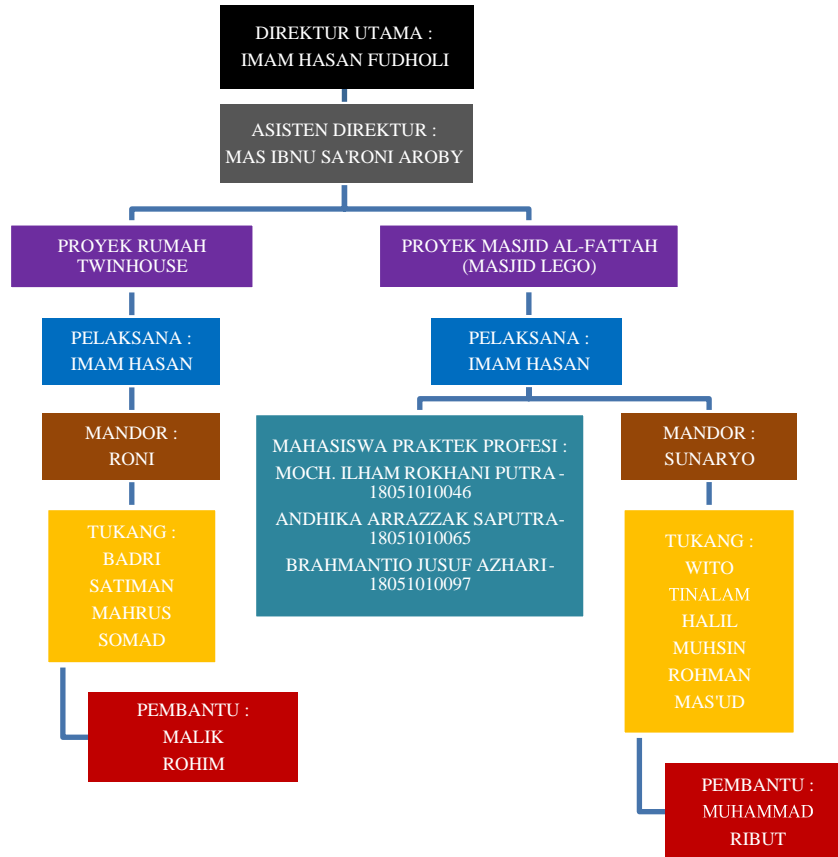 DIREKTUR UTAMA :
IMAM HASAN FUDHOLI
ASISTEN DIREKTUR :
MAS IBNU SA'RONI AROBY
PROYEK RUMAH
TWINHOUSE
PELAKSANA :
IMAM HASAN
MANDOR :
RONI
TUKANG :
BADRI
SATIMAN
MAHRUS
SOMAD
PEMBANTU :
MALIK
ROHIM
PROYEK MASJID AL-FATTAH
(MASJID LEGO)
PELAKSANA :
IMAM HASAN
MAHASISWA PRAKTEK PROFESI :
MOCH. ILHAM ROKHANI PUTRA -
18051010046
ANDHIKA ARRAZZAK SAPUTRA-
18051010065
BRAHMANTIO JUSUF AZHARI-
18051010097
MANDOR :
SUNARYO
TUKANG :
WITO
TINALAM
HALIL
MUHSIN
ROHMAN
MAS'UD
PEMBANTU :
MUHAMMAD
RIBUT